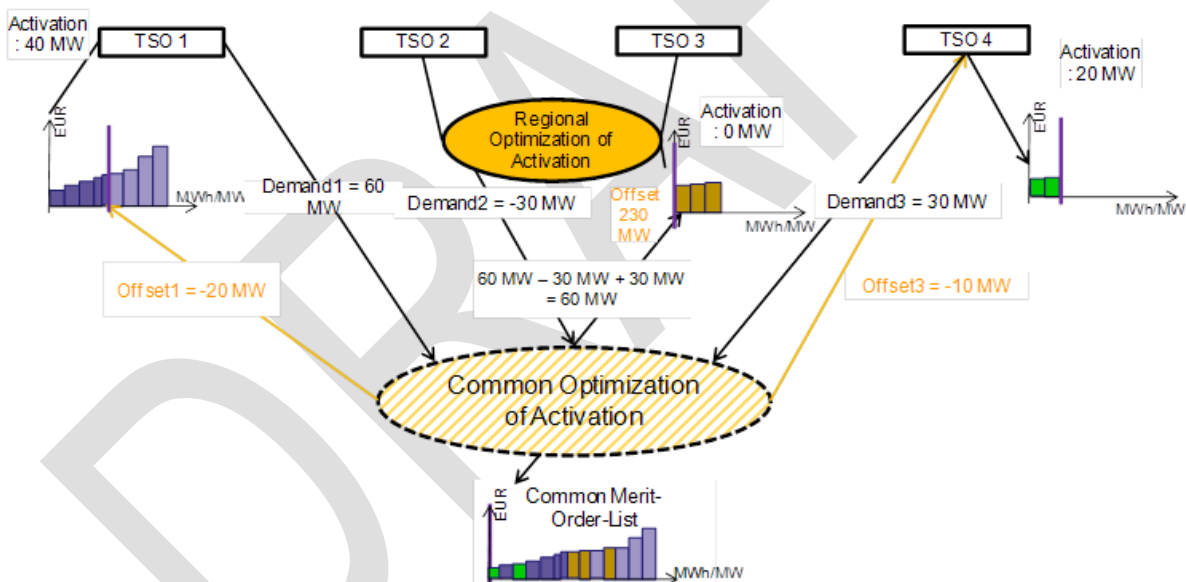 Activation
: 40 MW
TSO 1
TSO 2
TSO 3
TSO 4
Activation
: 20 MW
EUR
MWh/MW
Regional
Optimization of
Activation
Activation
: 0 MW
EUR
MWh/MW
EUR
MWh/MW
Demand1 = 60
MW
Demand2 = -30 MW
Offset
230
MW
Demand3 = 30 MW
Offset1 = -20 MW
60 MW – 30 MW + 30 MW
= 60 MW
Offset3 = -10 MW
Common Optimization
of Activation
EUR
Common Merit-
Order-List
MWh/MW
DRA